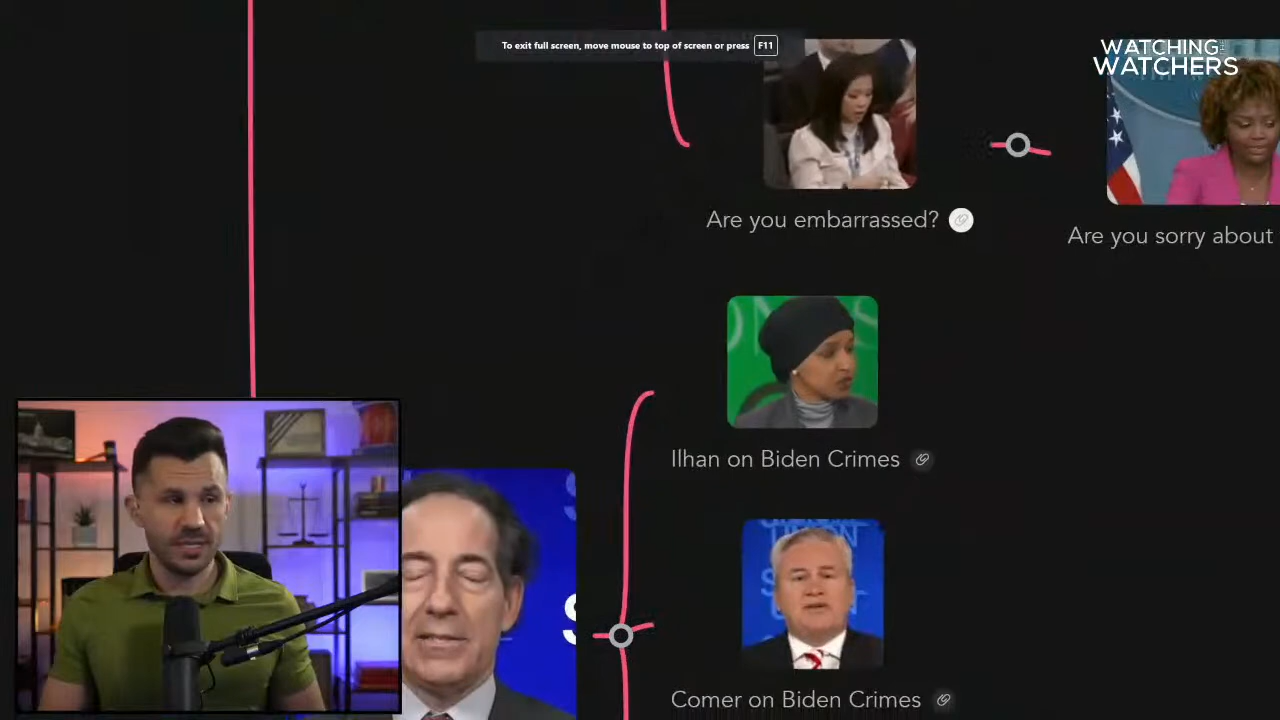 To exit full screen, move mouse to top of screen or press F11
WATCHING THE
WATCHERS
Are you embarrassed?
Are you sorry about
Ilhan on Biden Crimes
Comer on Biden Crimes